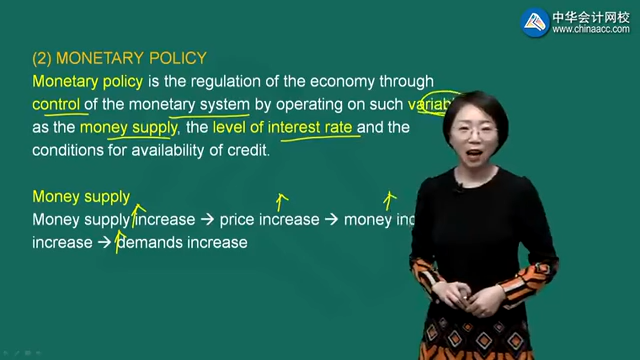 中华会计网校
www.chinaacc.com
(2) MONETARY POLICY
Monetary policy is the regulation of the economy through
control of the monetary system by operating on such
as the money supply, the level of interest rate and the
conditions for availability of credit.
Money supply
Money supply increase → price increase → money
increase → demands increase